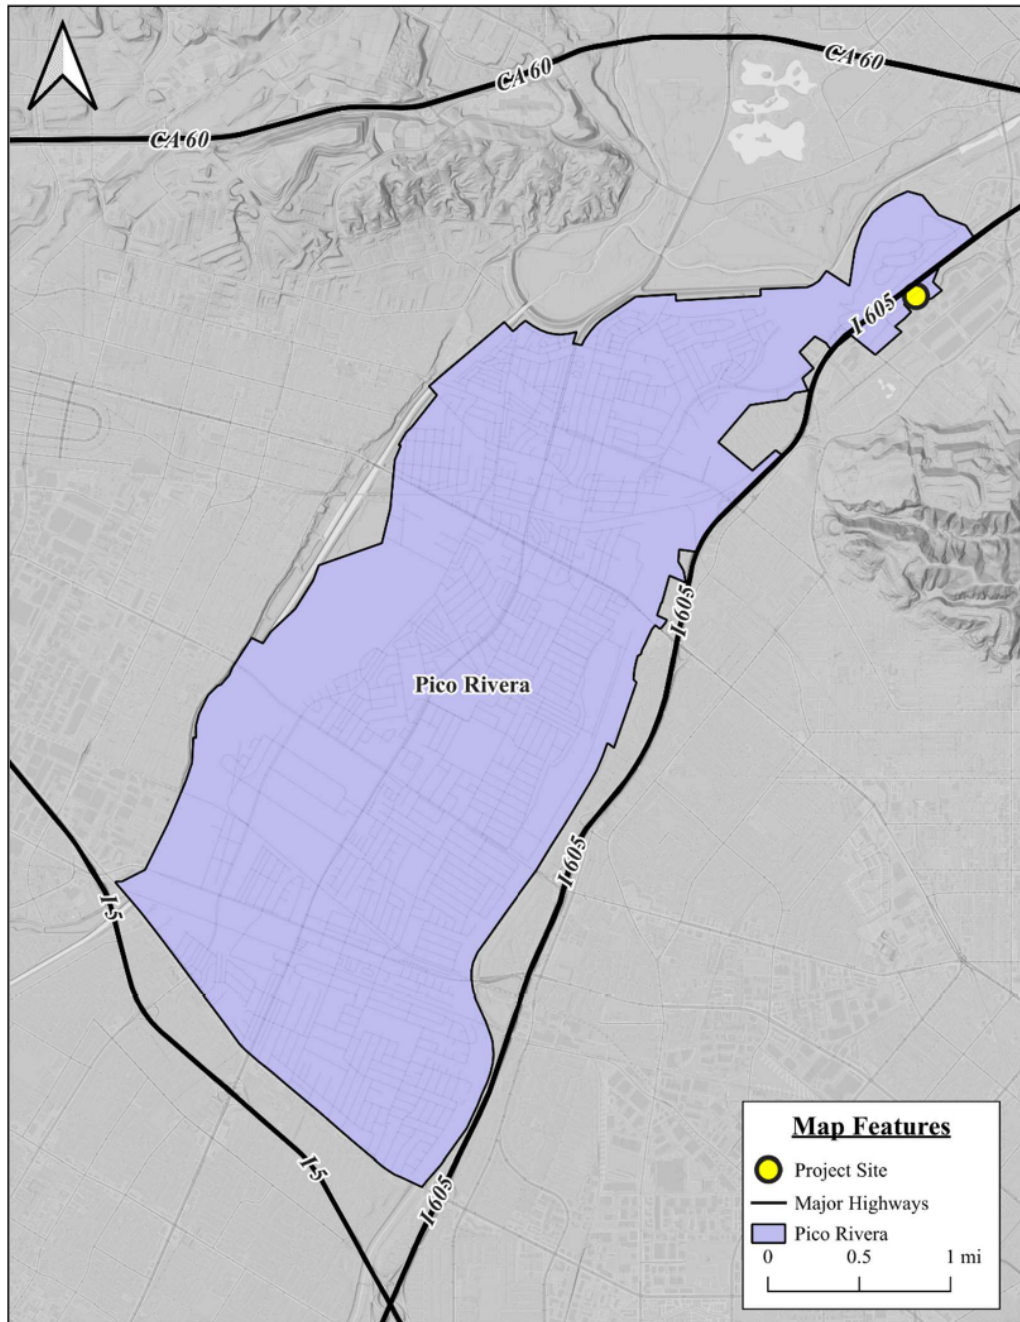 CA 60
CA 60
CA 60
I-605
I-605
Pico Rivera
I-605
I-5
I-5
I-605
Map Features
Project Site
Major Highways
Pico Rivera
0 0.5 1 mi